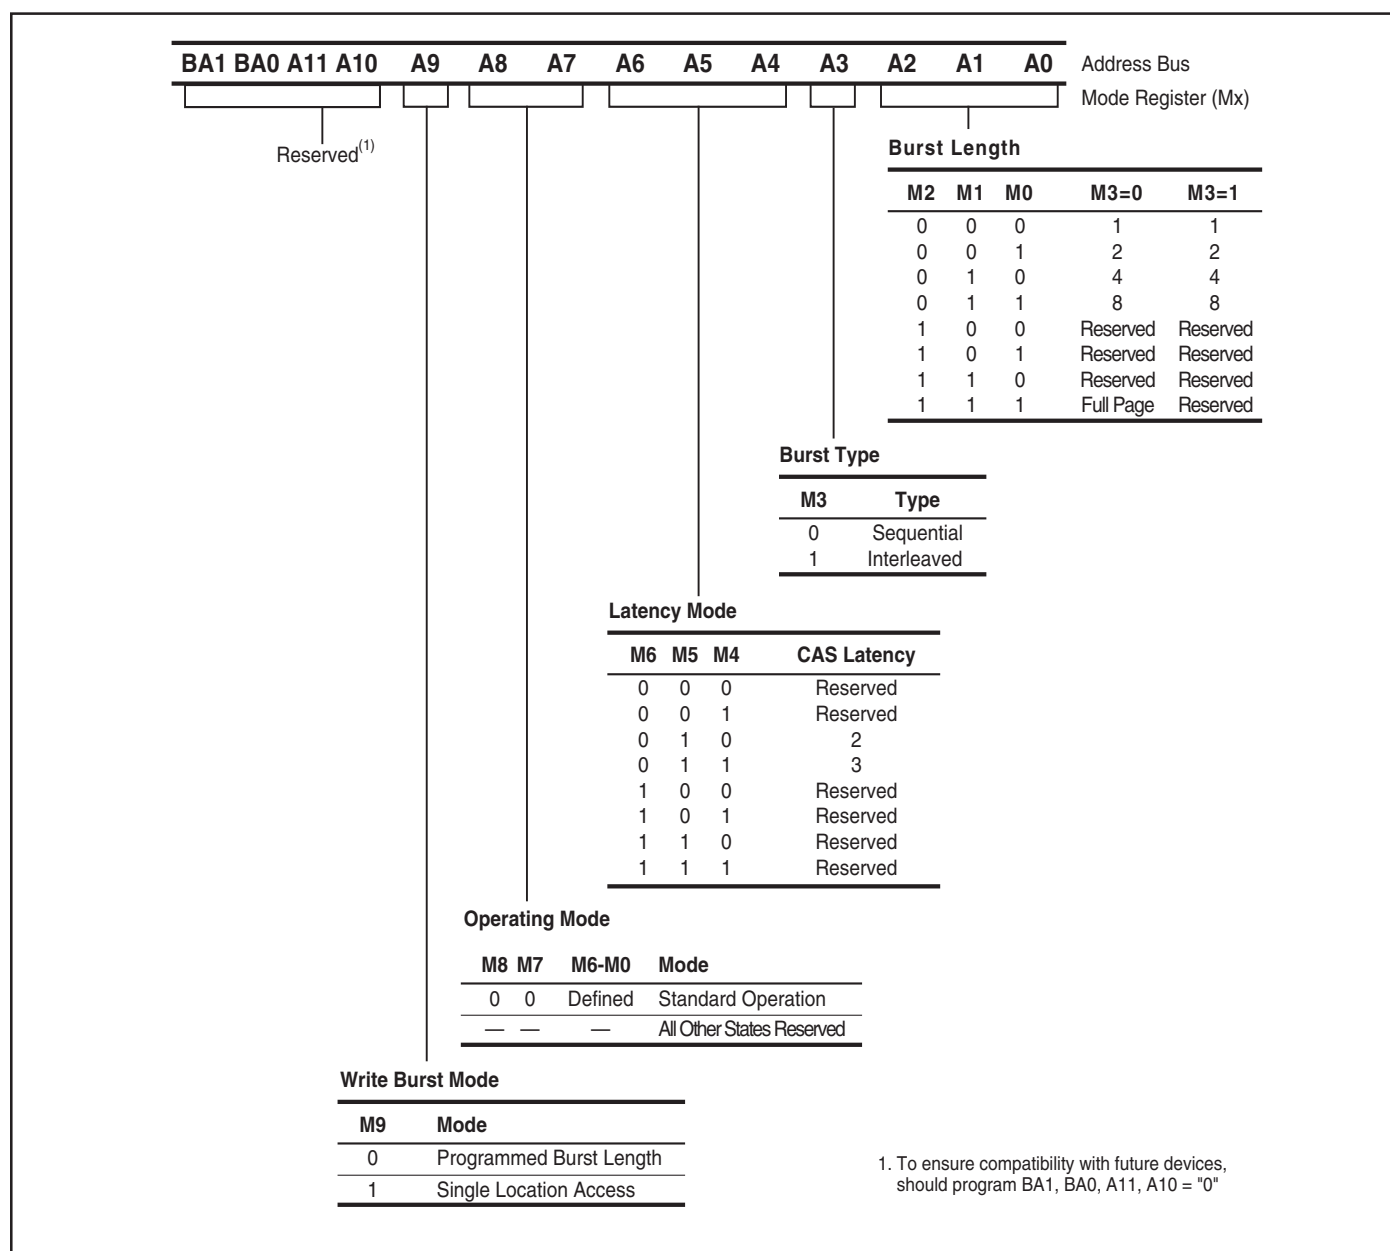 BA1 BA0 A11 A10 A9 A8 A7 A6 A5 A4 A3 A2 A1 A0 Address Bus
Mode Register (Mx)
Reserved(1)
Burst Length
M2 M1 M0 M3=0 M3=1
0 0 0 1 1
0 0 1 2 2
0 1 0 4 4
0 1 1 8 8
1 0 0 Reserved Reserved
1 0 1 Reserved Reserved
1 1 0 Reserved Reserved
1 1 1 Full Page Reserved
Burst Type
M3 Type
0 Sequential
1 Interleaved
Latency Mode
M6 M5 M4 CAS Latency
0 0 0 Reserved
0 0 1 Reserved
0 1 0 2
0 1 1 3
1 0 0 Reserved
1 0 1 Reserved
1 1 0 Reserved
1 1 1 Reserved
Operating Mode
M8 M7 M6-M0 Mode
0 0 Defined Standard Operation
— — — All Other States Reserved
Write Burst Mode
M9 Mode
0 Programmed Burst Length
1 Single Location Access
1. To ensure compatibility with future devices,
should program BA1, BA0, A11, A10 = "0"